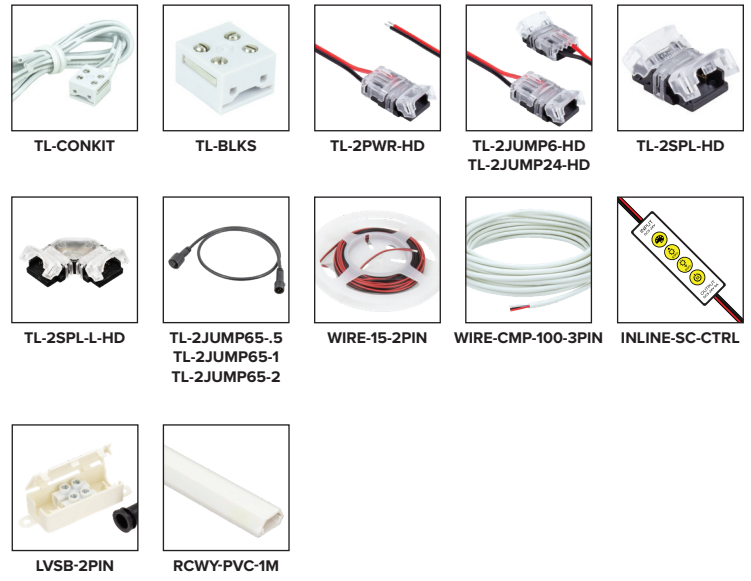 TL-CONKIT
TL-BLKS
TL-2PWR-HD
TL-2JUMP6-HD
TL-2JUMP24-HD
TL-2SPL-HD
TL-2SPL-L-HD
TL-2JUMP65-.5
TL-2JUMP65-1
TL-2JUMP65-2
WIRE-15-2PIN
WIRE-CMP-100-3PIN
INPUT
OUTPUT
INLINE-SC-CTRL
LVSB-2PIN
RCWY-PVC-1M